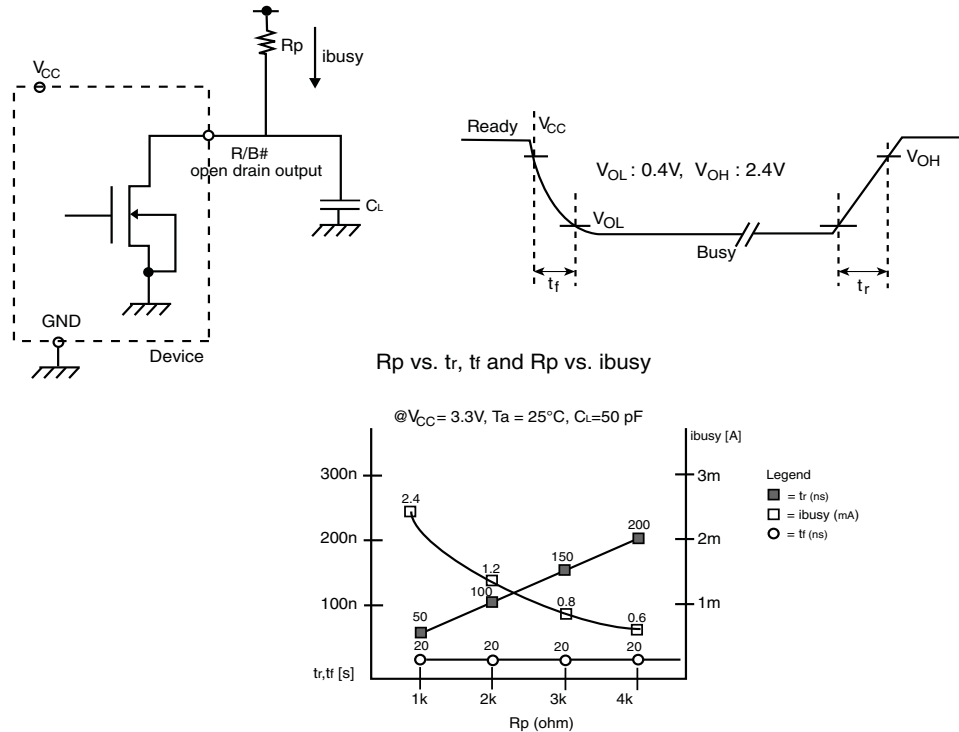 Rp
ibusy
VCC
R/B#
open drain output
CL
GND
Device
Ready
VCC
VOL : 0.4V, VOH : 2.4V
VOH
VOL
Busy
tf
tr
Rp vs. tr, tf and Rp vs. ibusy
@VCC = 3.3V, Ta = 25°C, CL=50 pF
ibusy [A]
300n
3m
2.4
200n
200
2m
150
1.2
100
100n
0.8
0.6
1m
50
20
20
20
20
tr,tf [s]
1k
2k
3k
4k
Rp (ohm)
Legend
= tr (ns)
= ibusy (mA)
= tf (ns)